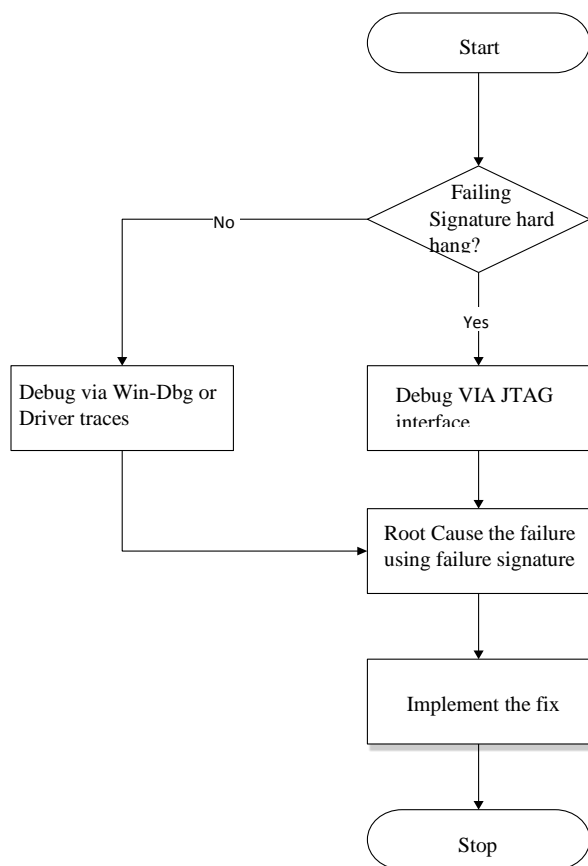 Start
Failing
Signature hard
hang?
No
Yes
Debug via Win-Dbg or
Driver traces
Debug VIA JTAG
interface
Root Cause the failure
using failure signature
Implement the fix
Stop